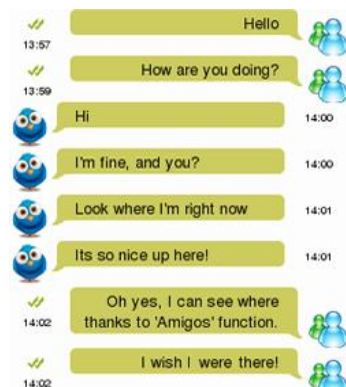 Hello
13:57
How are you doing?
13:59
Hi
14:00
I'm fine, and you?
14:00
Look where I'm right now
14:01
Its so nice up here!
14:01
Oh yes, I can see where
thanks to 'Amigos' function.
14:02
I wish I were there!
14:02